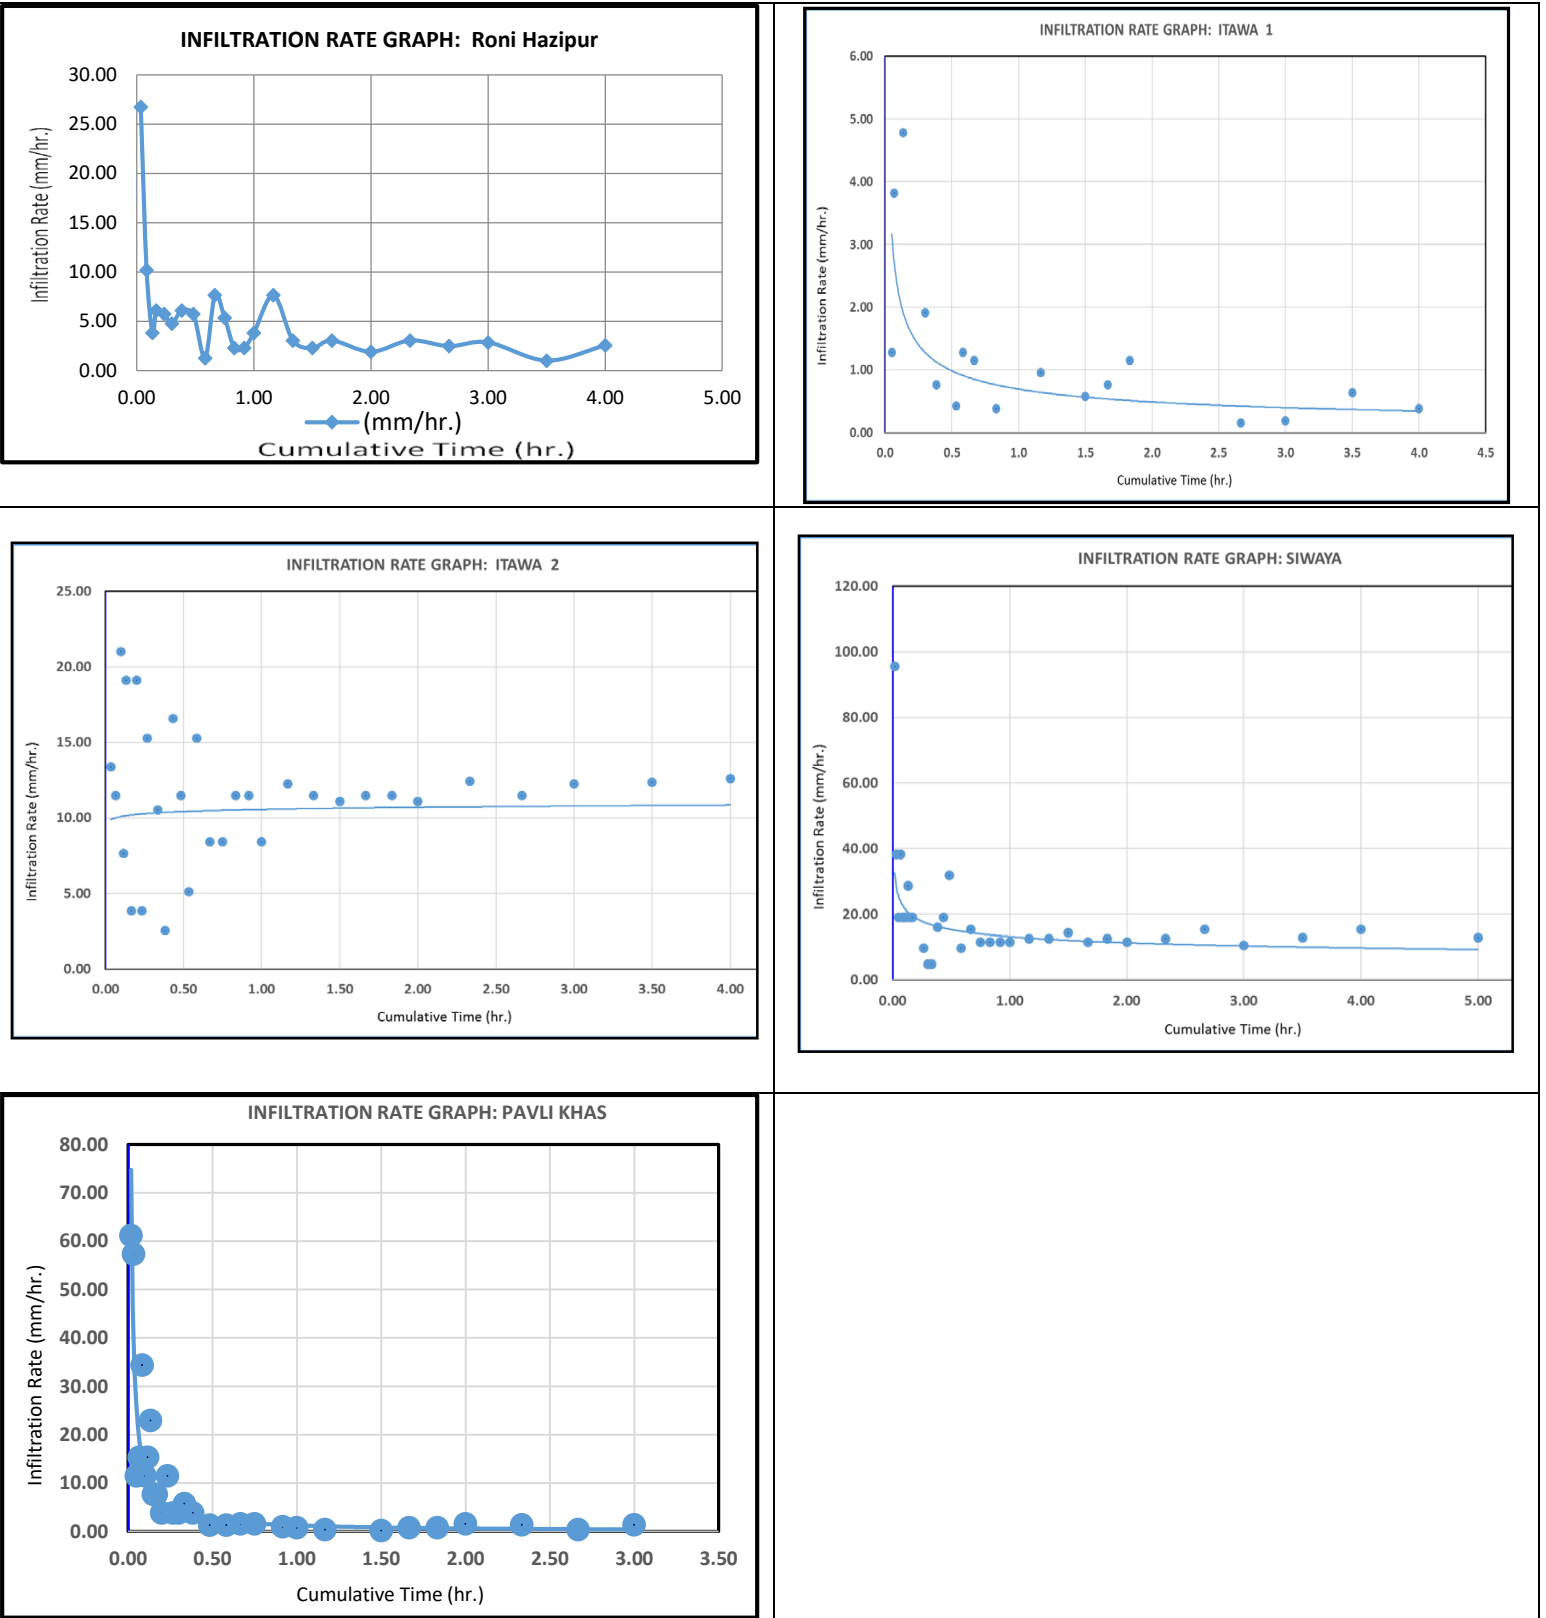 INFILTRATION RATE GRAPH: Roni Hazipur
30.00
25.00
20.00
15.00
10.00
5.00
0.00
Infiltration Rate (mm/hr.)
0.00 1.00 2.00 3.00 4.00 5.00
(mm/hr.)
Cumulative Time (hr.)
INFILTRATION RATE GRAPH: ITAWA 1
6.00
5.00
4.00
3.00
2.00
1.00
0.00
Infiltration Rate (mm/hr.)
0.0 0.5 1.0 1.5 2.0 2.5 3.0 3.5 4.0 4.5
Cumulative Time (hr.)
INFILTRATION RATE GRAPH: ITAWA 2
25.00
20.00
15.00
10.00
5.00
0.00
Infiltration Rate (mm/hr.)
0.00 0.50 1.00 1.50 2.00 2.50 3.00 3.50 4.00
Cumulative Time (hr.)
INFILTRATION RATE GRAPH: SIWAYA
120.00
100.00
80.00
60.00
40.00
20.00
0.00
Infiltration Rate (mm/hr.)
0.00 1.00 2.00 3.00 4.00 5.00
Cumulative Time (hr.)
INFILTRATION RATE GRAPH: PAVLI KHAS
80.00
70.00
60.00
50.00
40.00
30.00
20.00
10.00
0.00
Infiltration Rate (mm/hr.)
0.00 0.50 1.00 1.50 2.00 2.50 3.00 3.50
Cumulative Time (hr.)